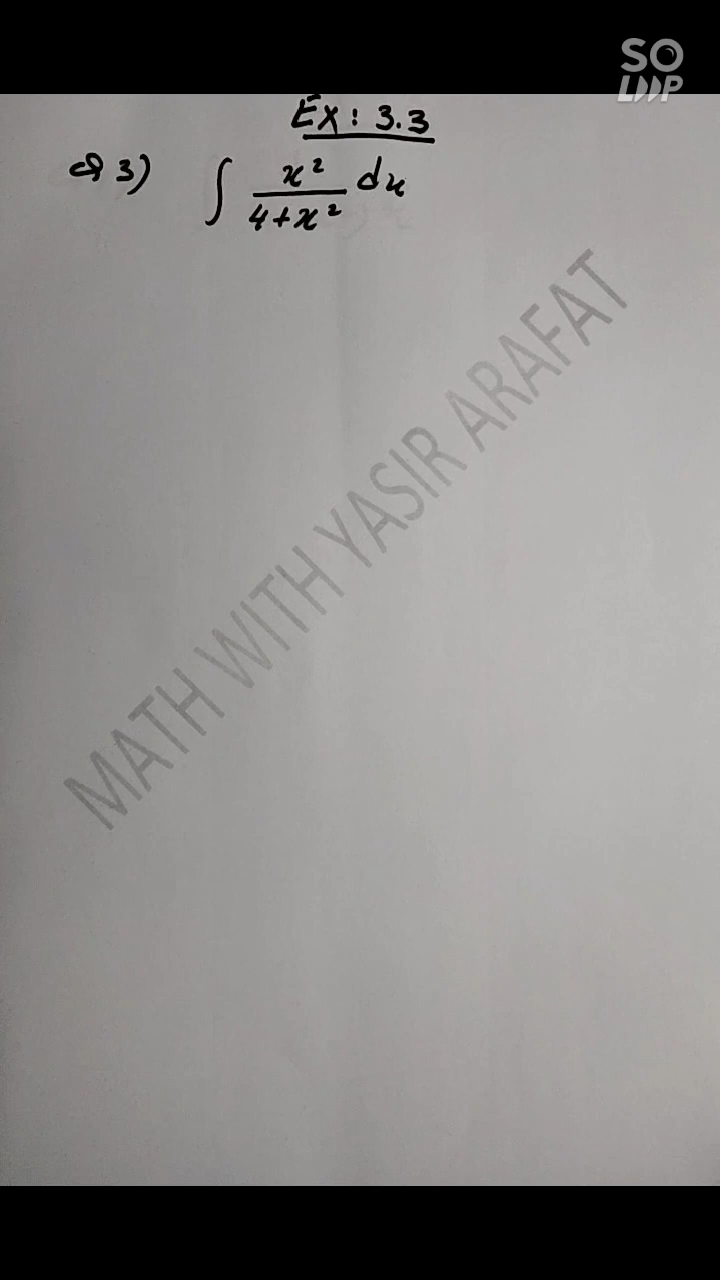 SO
LOOP
Ex: 3.3
Q 3) ∫ x²/(4+x²) dx
MATH WITH YASIR ARAFAT